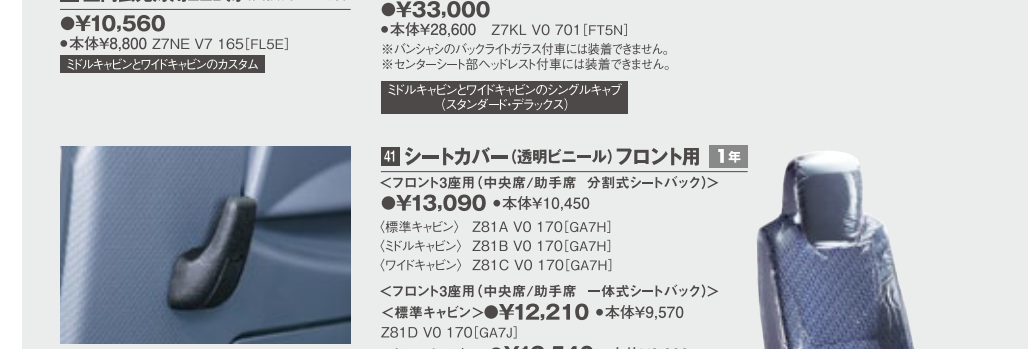 ●¥10,560
●本体¥8,800 Z7NE V7 165[FL5E]
ミドルキャビンとワイドキャビンのカスタム
●¥33,000
●本体¥28,600 Z7KL V0 701[FT5N]
※バンシャシのバックライトガラス付車には装着できません。
※センターシート部ヘッドレスト付車には装着できません。
ミドルキャビンとワイドキャビンのシングルキャブ
(スタンダード・デラックス)
41 シートカバー(透明ビニール)フロント用 1年
<フロント3座用(中央席/助手席 分割式シートバック)>
●¥13,090 ●本体¥10,450
〈標準キャビン〉 Z81A V0 170[GA7H]
〈ミドルキャビン〉 Z81B V0 170[GA7H]
〈ワイドキャビン〉 Z81C V0 170[GA7H]
<フロント3座用(中央席/助手席 一体式シートバック)>
<標準キャビン>●¥12,210 ●本体¥9,570
Z81D V0 170[GA7J]